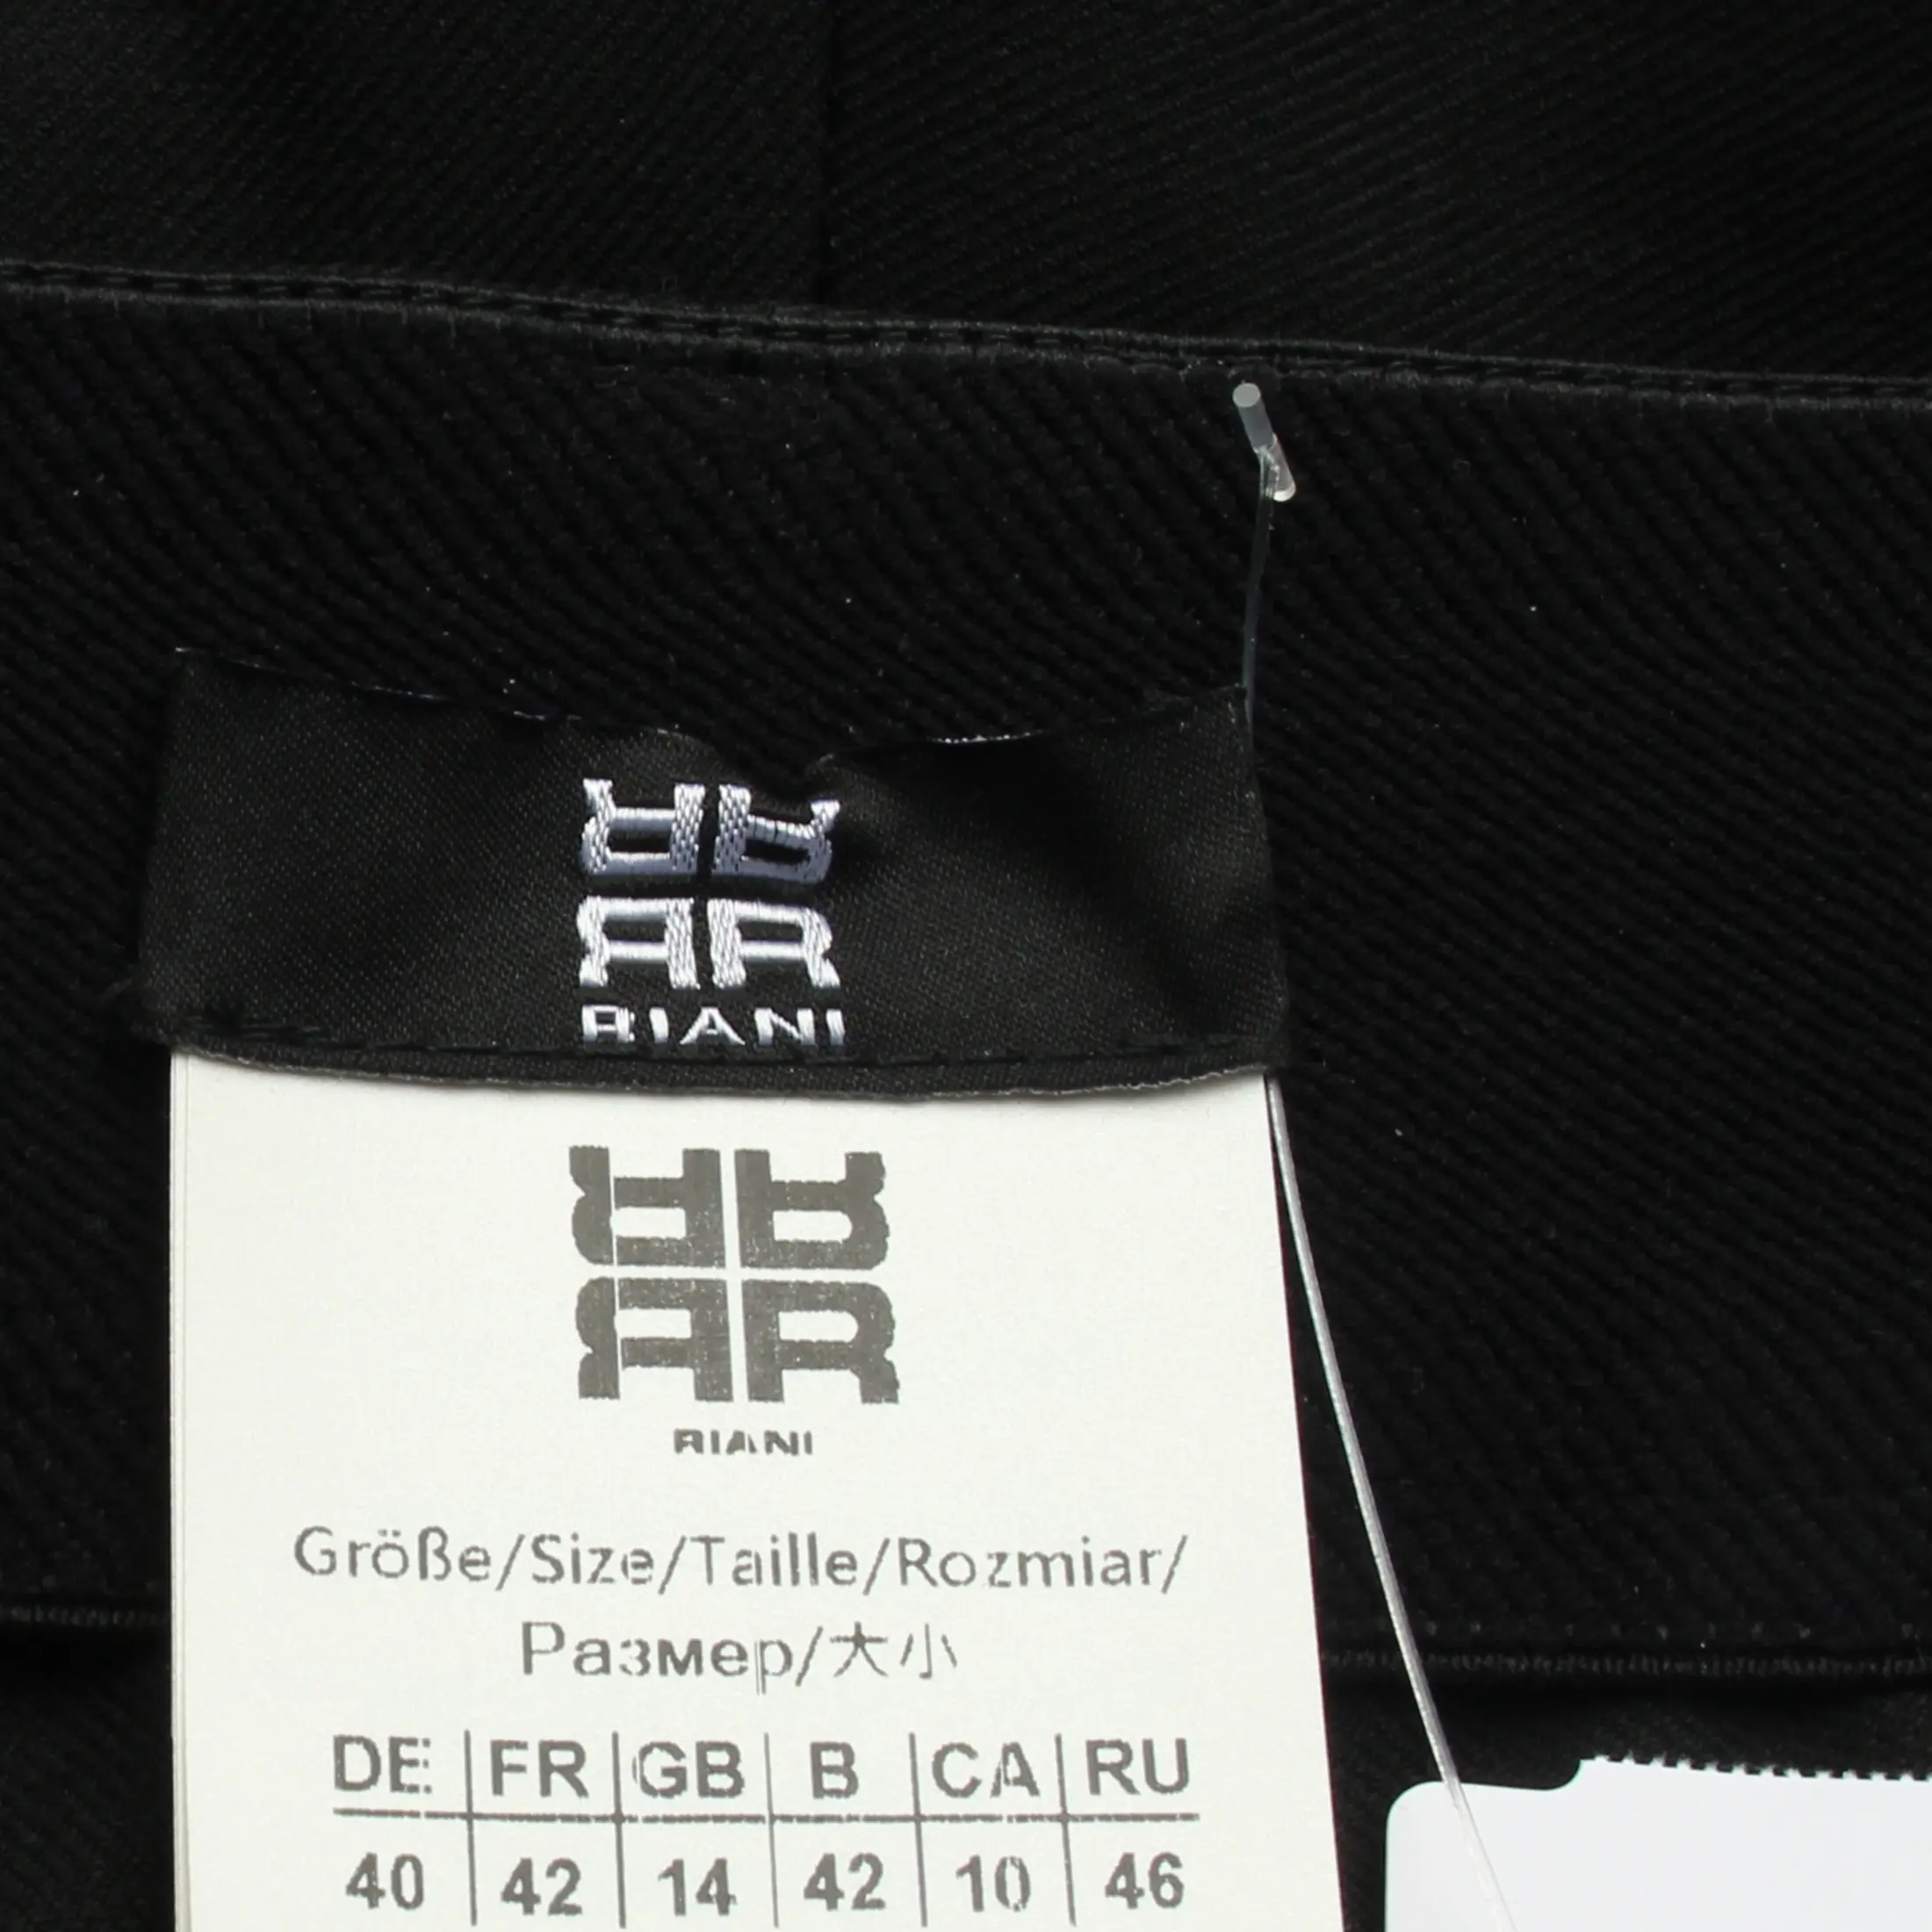 RIANI
RIANI
Größe/Size/Taille/Rozmiar/
Размер/大小
DE FR GB B CA RU
40 42 14 42 10 46